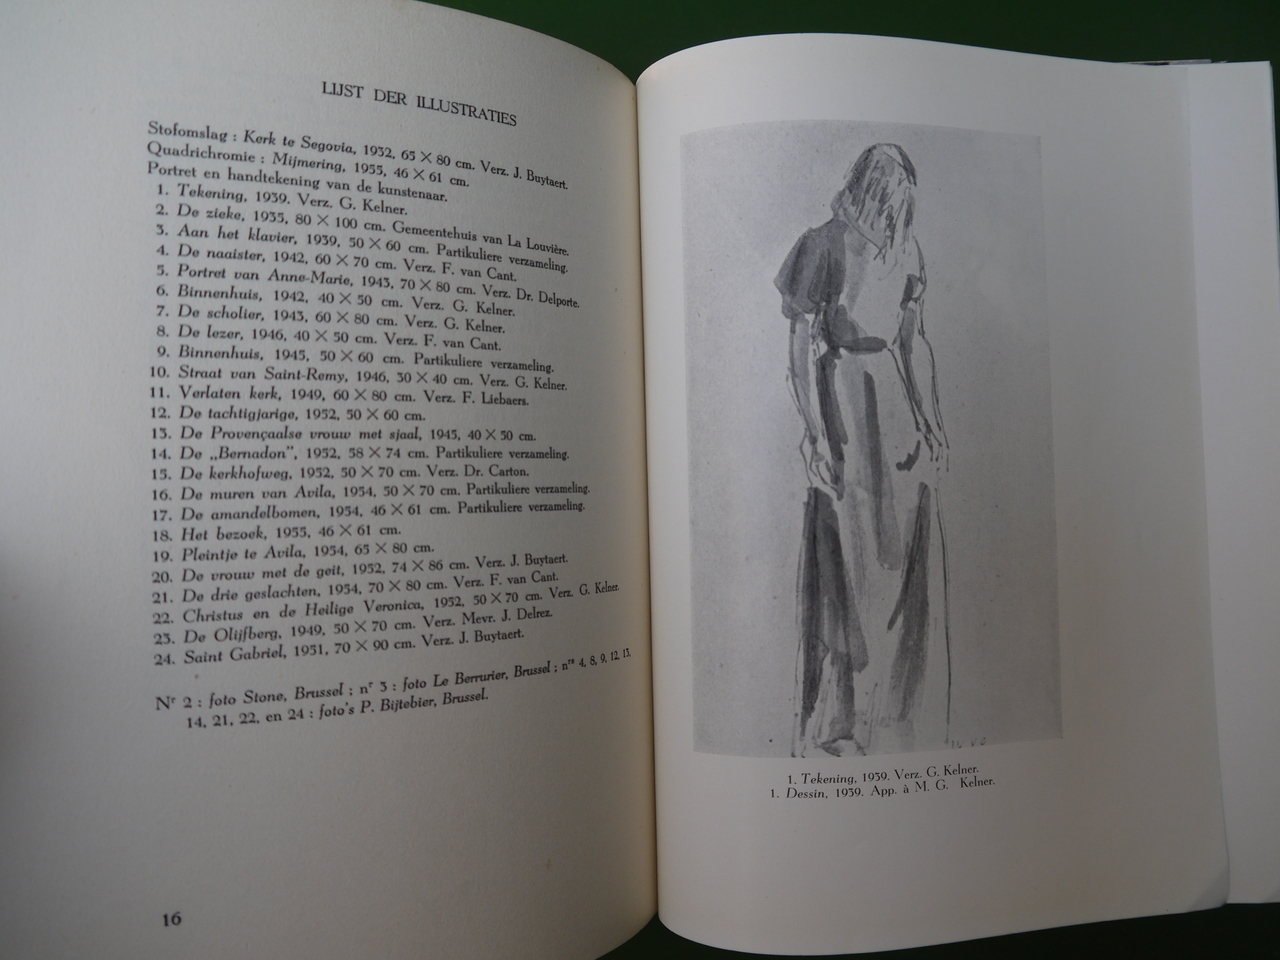 LIJST DER ILLUSTRATIES
Stofomslag : Kerk te Segovia, 1952, 65 × 80 cm. Verz. J. Buytaert.
Quadrichromie : Mijmering, 1955, 46 × 61 cm.
Portret en handtekening van de kunstenaar.
1. Tekening, 1939. Verz. G. Kelner.
2. De zieke, 1935, 80 × 100 cm. Gemeentehuis van La Louvière.
3. Aan het klavier, 1939, 50 × 60 cm. Partikuliere verzameling.
4. De naaister, 1942, 60 × 70 cm. Verz. F. van Cant.
5. Portret van Anne-Marie, 1943, 70 × 80 cm. Verz. Dr. Delporte.
6. Binnenhuis, 1942, 40 × 50 cm. Verz. G. Kelner.
7. De scholier, 1943, 60 × 80 cm. Verz. G. Kelner.
8. De lezer, 1946, 40 × 50 cm. Verz. F. van Cant.
9. Binnenhuis, 1945, 50 × 60 cm. Partikuliere verzameling.
10. Straat van Saint-Remy, 1946, 30 × 40 cm. Verz. G. Kelner.
11. Verlaten kerk, 1949, 60 × 80 cm. Verz. F. Liebaers.
12. De tachtigjarige, 1952, 50 × 60 cm.
13. De Provençaalse vrouw met sjaal, 1945, 40 × 50 cm.
14. De „Bernadon”, 1952, 58 × 74 cm. Partikuliere verzameling.
15. De kerkhofweg, 1952, 50 × 70 cm. Verz. Dr. Carton.
16. De muren van Avila, 1954, 50 × 70 cm. Partikuliere verzameling.
17. De amandelbomen, 1954, 46 × 61 cm. Partikuliere verzameling.
18. Het bezoek, 1955, 46 × 61 cm.
19. Pleintje te Avila, 1954, 65 × 80 cm.
20. De vrouw met de geit, 1952, 74 × 86 cm. Verz. J. Buytaert.
21. De drie geslachten, 1954, 70 × 80 cm. Verz. F. van Cant.
22. Christus en de Heilige Veronica, 1952, 50 × 70 cm. Verz. G. Kelner.
23. De Olijfberg, 1949, 50 × 70 cm. Verz. Mevr. J. Delrez.
24. Saint Gabriel, 1951, 70 × 90 cm. Verz. J. Buytaert.
Nr 2 : foto Stone, Brussel ; nr 3 : foto Le Berrurier, Brussel ; nrs 4, 8, 9, 12, 13,
14, 21, 22, en 24 : foto's P. Bijtebier, Brussel.
16
1. Tekening, 1939. Verz. G. Kelner.
1. Dessin, 1939. App. à M. G. Kelner.